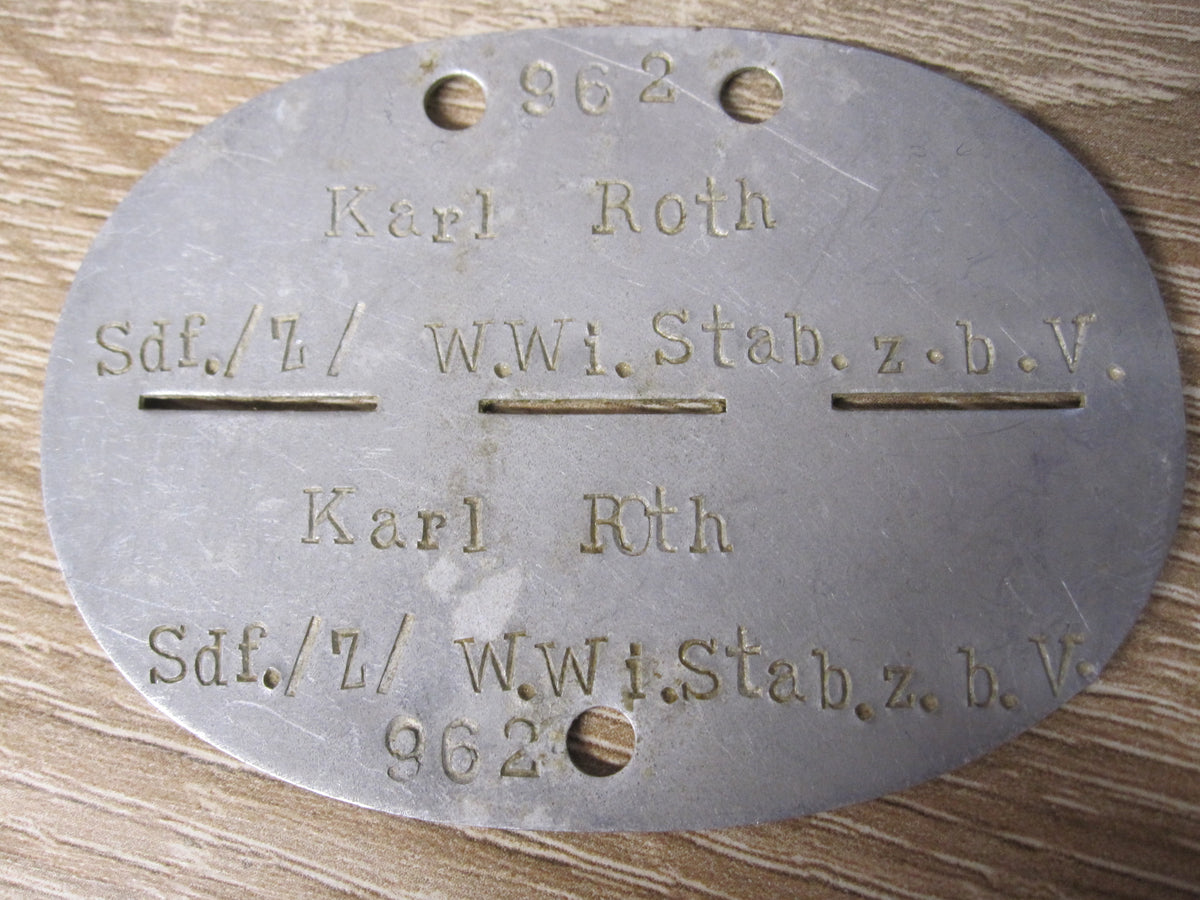 962
Karl Roth
Sdf./Z/ W.Wi.Stab.z.b.V.
Karl ROth
Sdf./Z/ W.Wi.Stab.z.b.V.
962